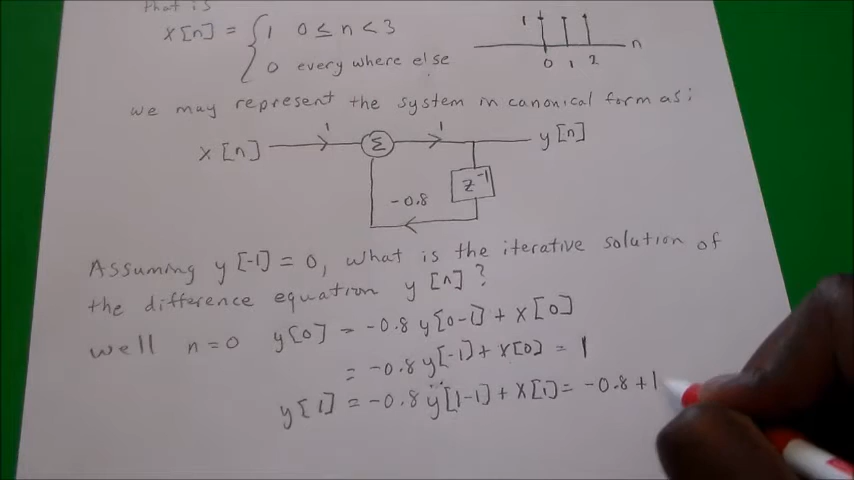 that is
x[n] = { 1 0 ≤ n < 3
0 every where else
1
0 1 2 n
we may represent the system in canonical form as:
x[n] 1 Σ 1 y[n]
z⁻¹
-0.8
Assuming y[-1] = 0, what is the iterative solution of
the difference equation y[n]?
well n=0 y[0] = -0.8 y[0-1] + x[0]
= -0.8 y[-1] + x[0] = 1
y[1] = -0.8 y[1-1] + x[1] = -0.8 + 1